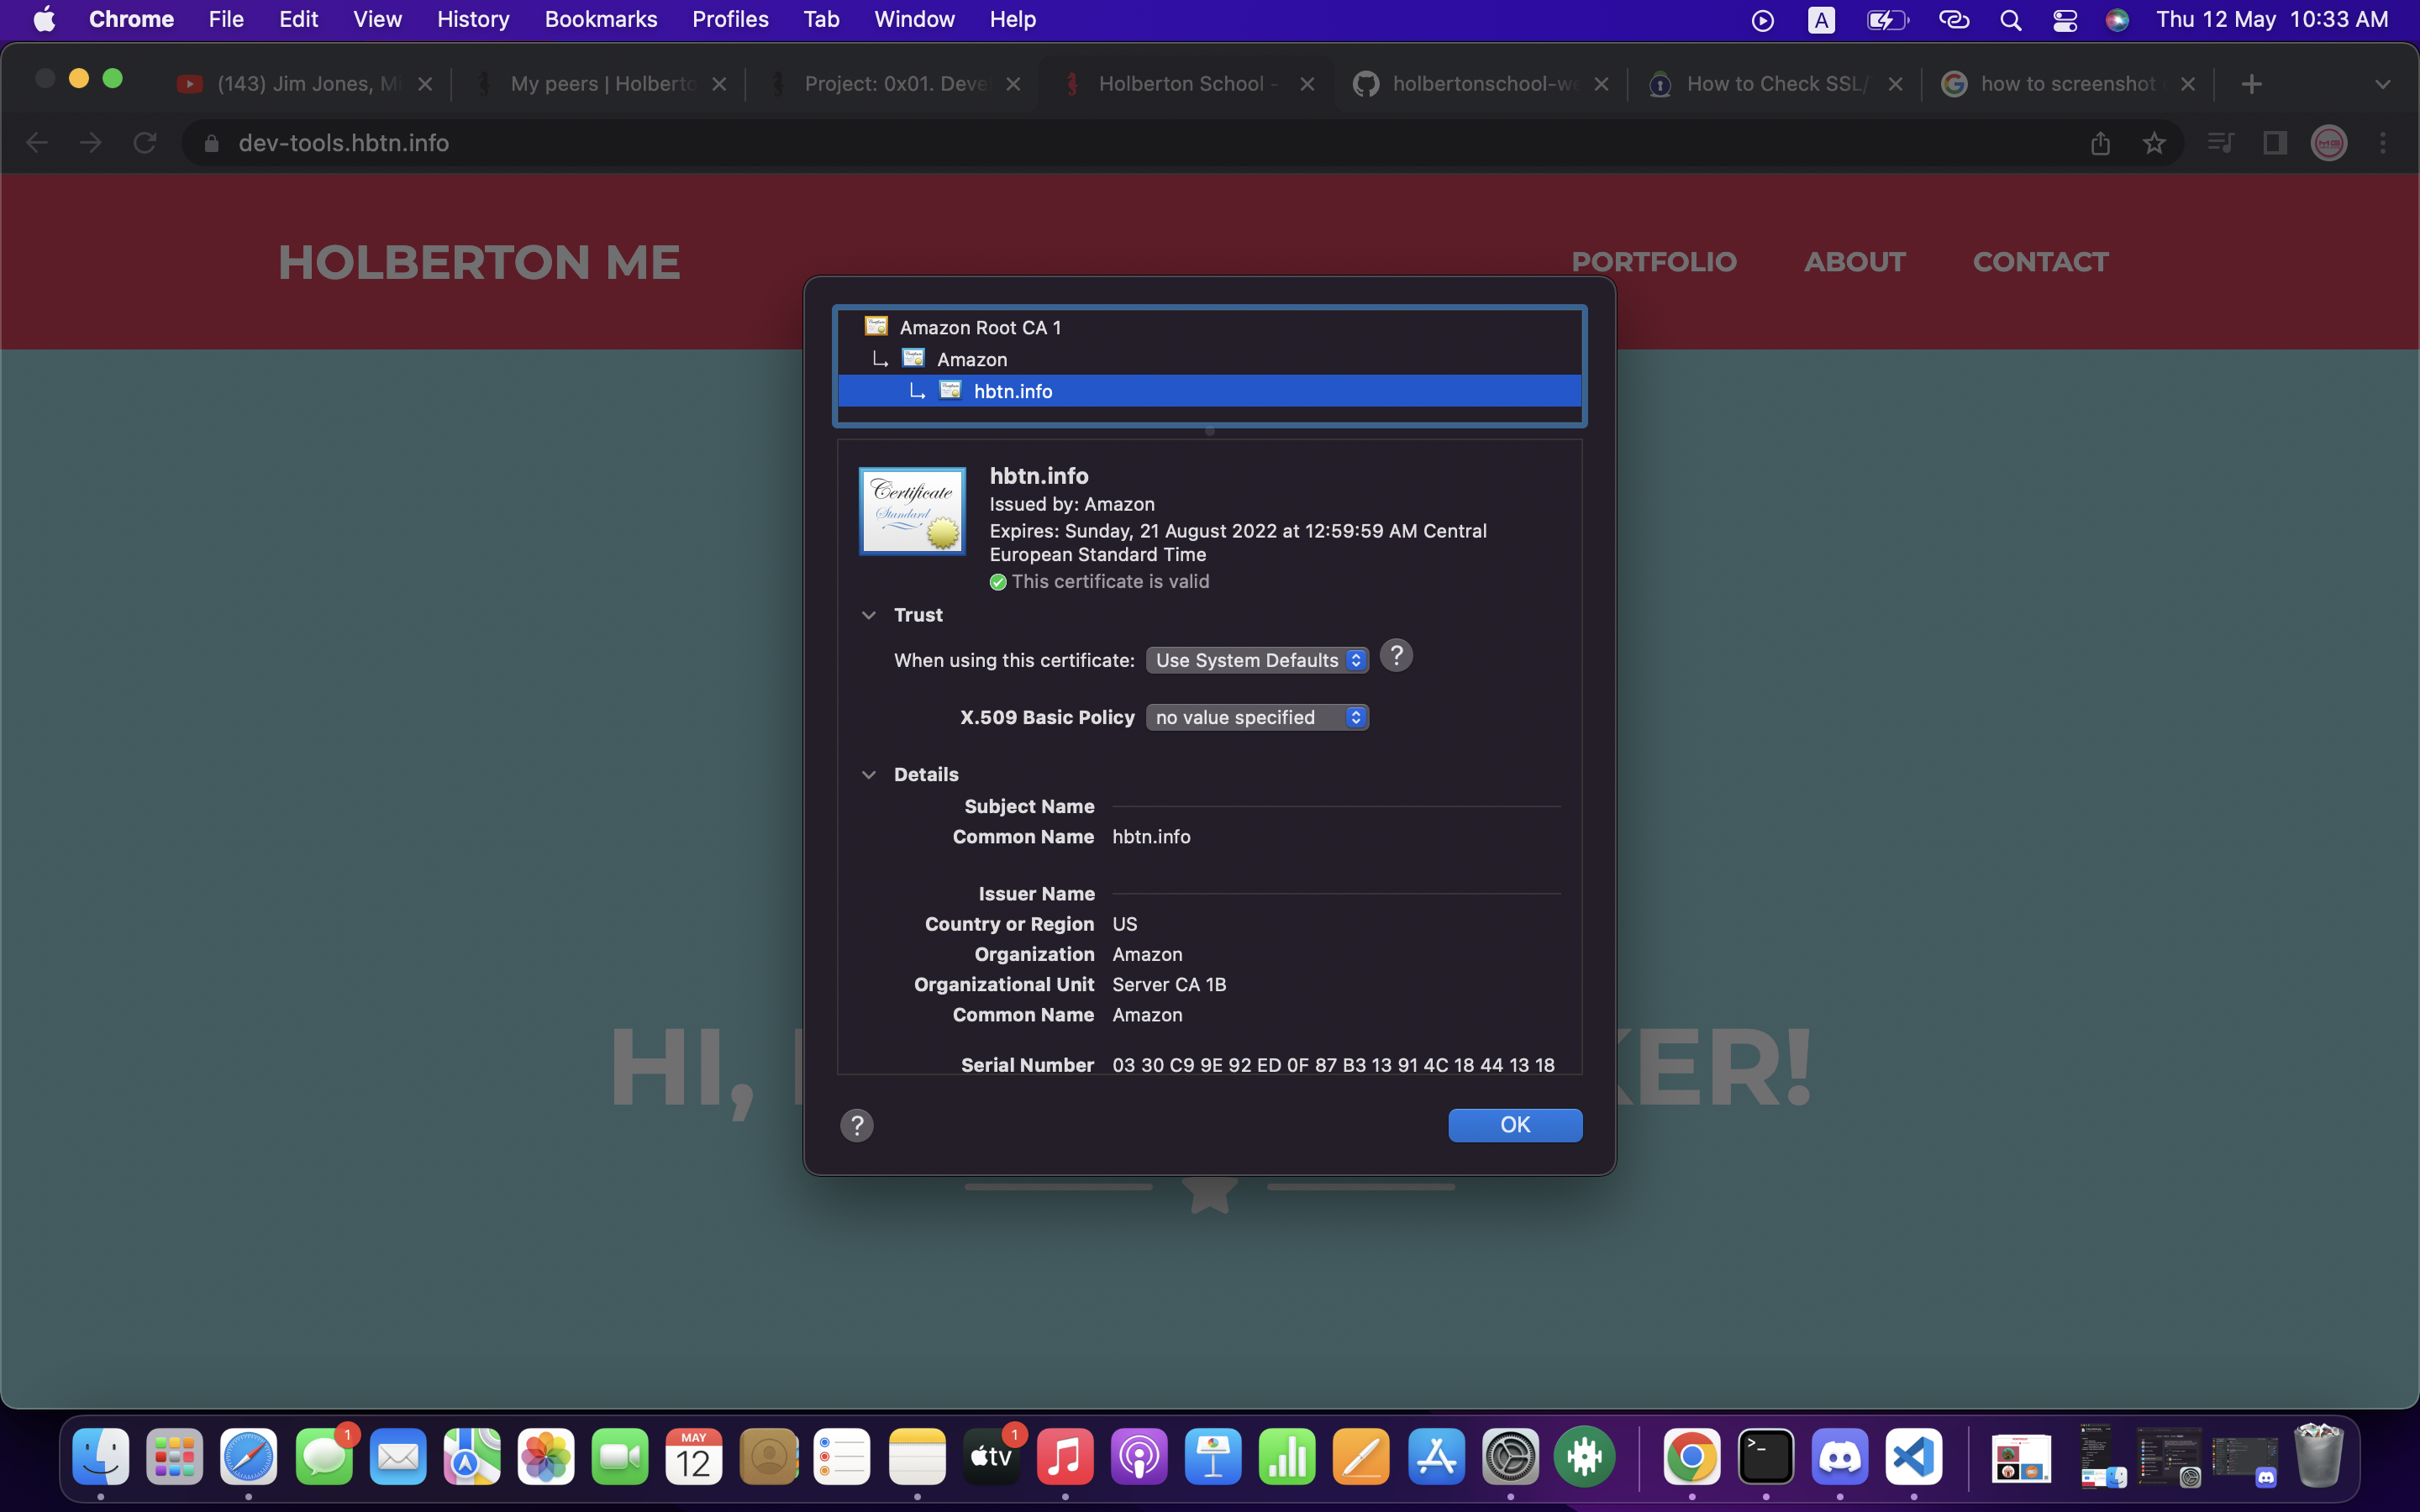 Chrome File Edit View History Bookmarks Profiles Tab Window Help A Thu 12 May 10:33 AM
(143) Jim Jones, Mi My peers | Holberto Project: 0x01. Deve Holberton School - holbertonschool-we How to Check SSL/ how to screenshot
dev-tools.hbtn.info
HOLBERTON ME PORTFOLIO ABOUT CONTACT
Amazon Root CA 1
Amazon
hbtn.info
Certificate
Standard
hbtn.info
Issued by: Amazon
Expires: Sunday, 21 August 2022 at 12:59:59 AM Central
European Standard Time
This certificate is valid
Trust
When using this certificate: Use System Defaults ?
X.509 Basic Policy no value specified
Details
Subject Name
Common Name hbtn.info
Issuer Name
Country or Region US
Organization Amazon
Organizational Unit Server CA 1B
Common Name Amazon
Serial Number 03 30 C9 9E 92 ED 0F 87 B3 13 91 4C 18 44 13 18
HI, KER!
? OK
1 MAY 12 tv 1 >_